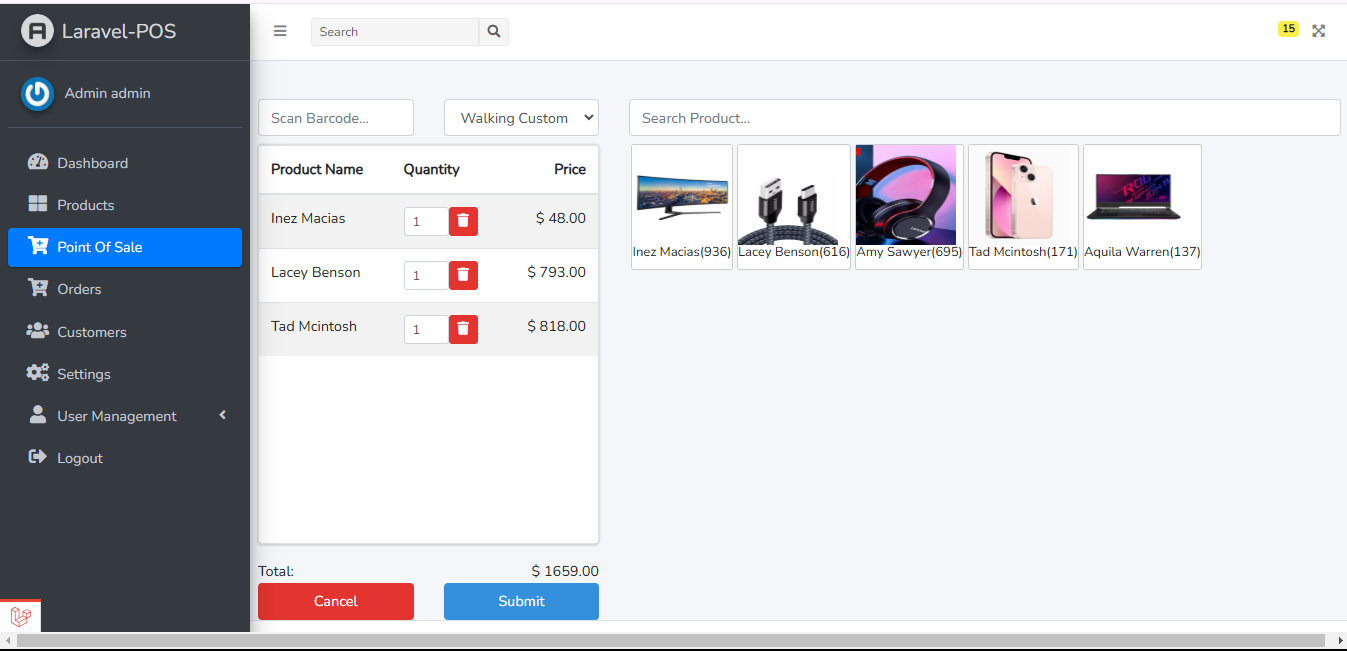 Laravel-POS
Search
15
Admin admin
Dashboard
Products
Point Of Sale
Orders
Customers
Settings
User Management
Logout
Scan Barcode...
Walking Custom
Search Product...
Product Name Quantity Price
Inez Macias 1 $ 48.00
Lacey Benson 1 $ 793.00
Tad Mcintosh 1 $ 818.00
Total: $ 1659.00
Cancel Submit
Inez Macias(936) Lacey Benson(616) Amy Sawyer(695) Tad Mcintosh(171) Aquila Warren(137)